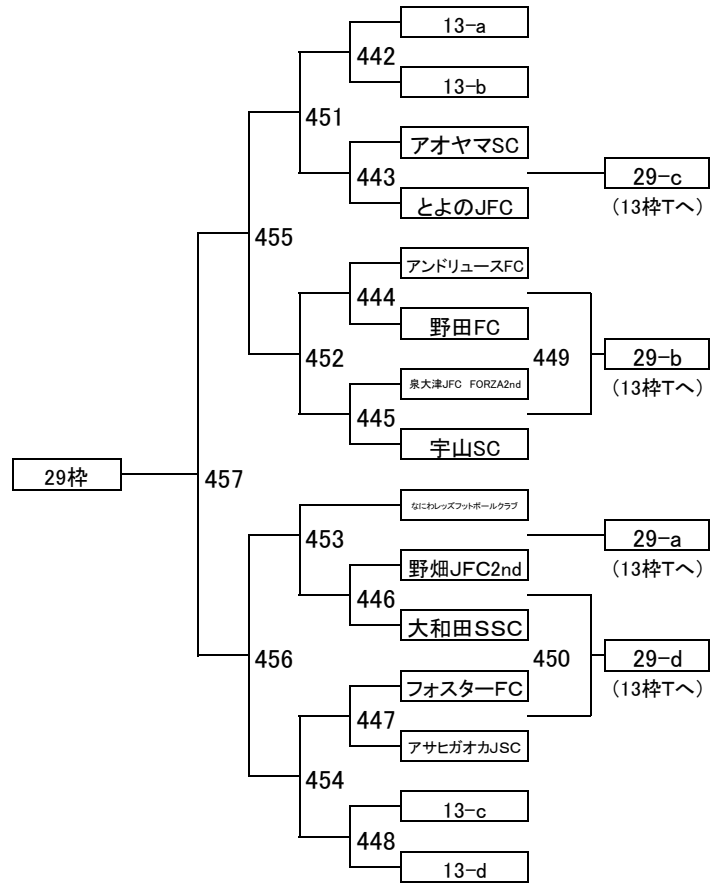 13-a
442
13-b
451
アオヤマSC
443
29-c
とよのJFC
(13枠Tへ)
455
アンドリュースFC
444
野田FC
452
449
29-b
泉大津JFC FORZA2nd
(13枠Tへ)
445
宇山SC
29枠
457
なにわレッズフットボールクラブ
453
29-a
野畑JFC2nd
(13枠Tへ)
446
大和田SSC
456
450
29-d
フォスターFC
(13枠Tへ)
447
アサヒガオカJSC
454
13-c
448
13-d